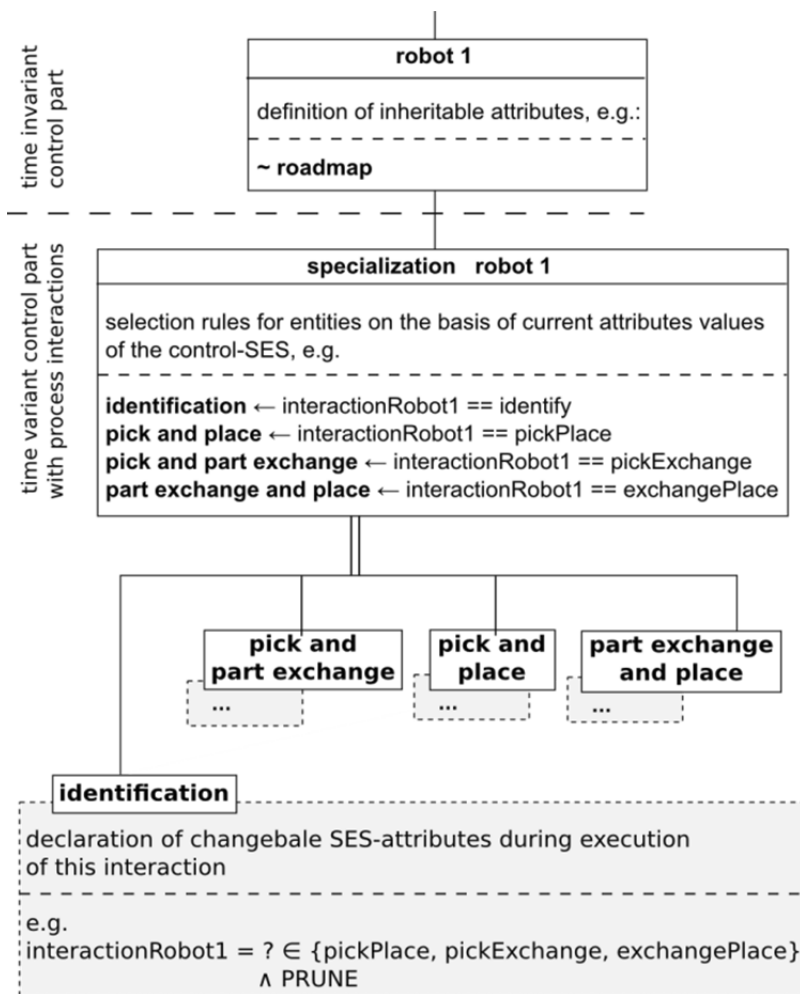 time invariant
control part
robot 1
definition of inheritable attributes, e.g.:
~ roadmap
time variant control part
with process interactions
specialization robot 1
selection rules for entities on the basis of current attributes values
of the control-SES, e.g.
identification ← interactionRobot1 == identify
pick and place ← interactionRobot1 == pickPlace
pick and part exchange ← interactionRobot1 == pickExchange
part exchange and place ← interactionRobot1 == exchangePlace
pick and
part exchange
...
pick and
place
...
part exchange
and place
...
identification
declaration of changebale SES-attributes during execution
of this interaction
e.g.
interactionRobot1 = ? ∈ {pickPlace, pickExchange, exchangePlace}
∧ PRUNE